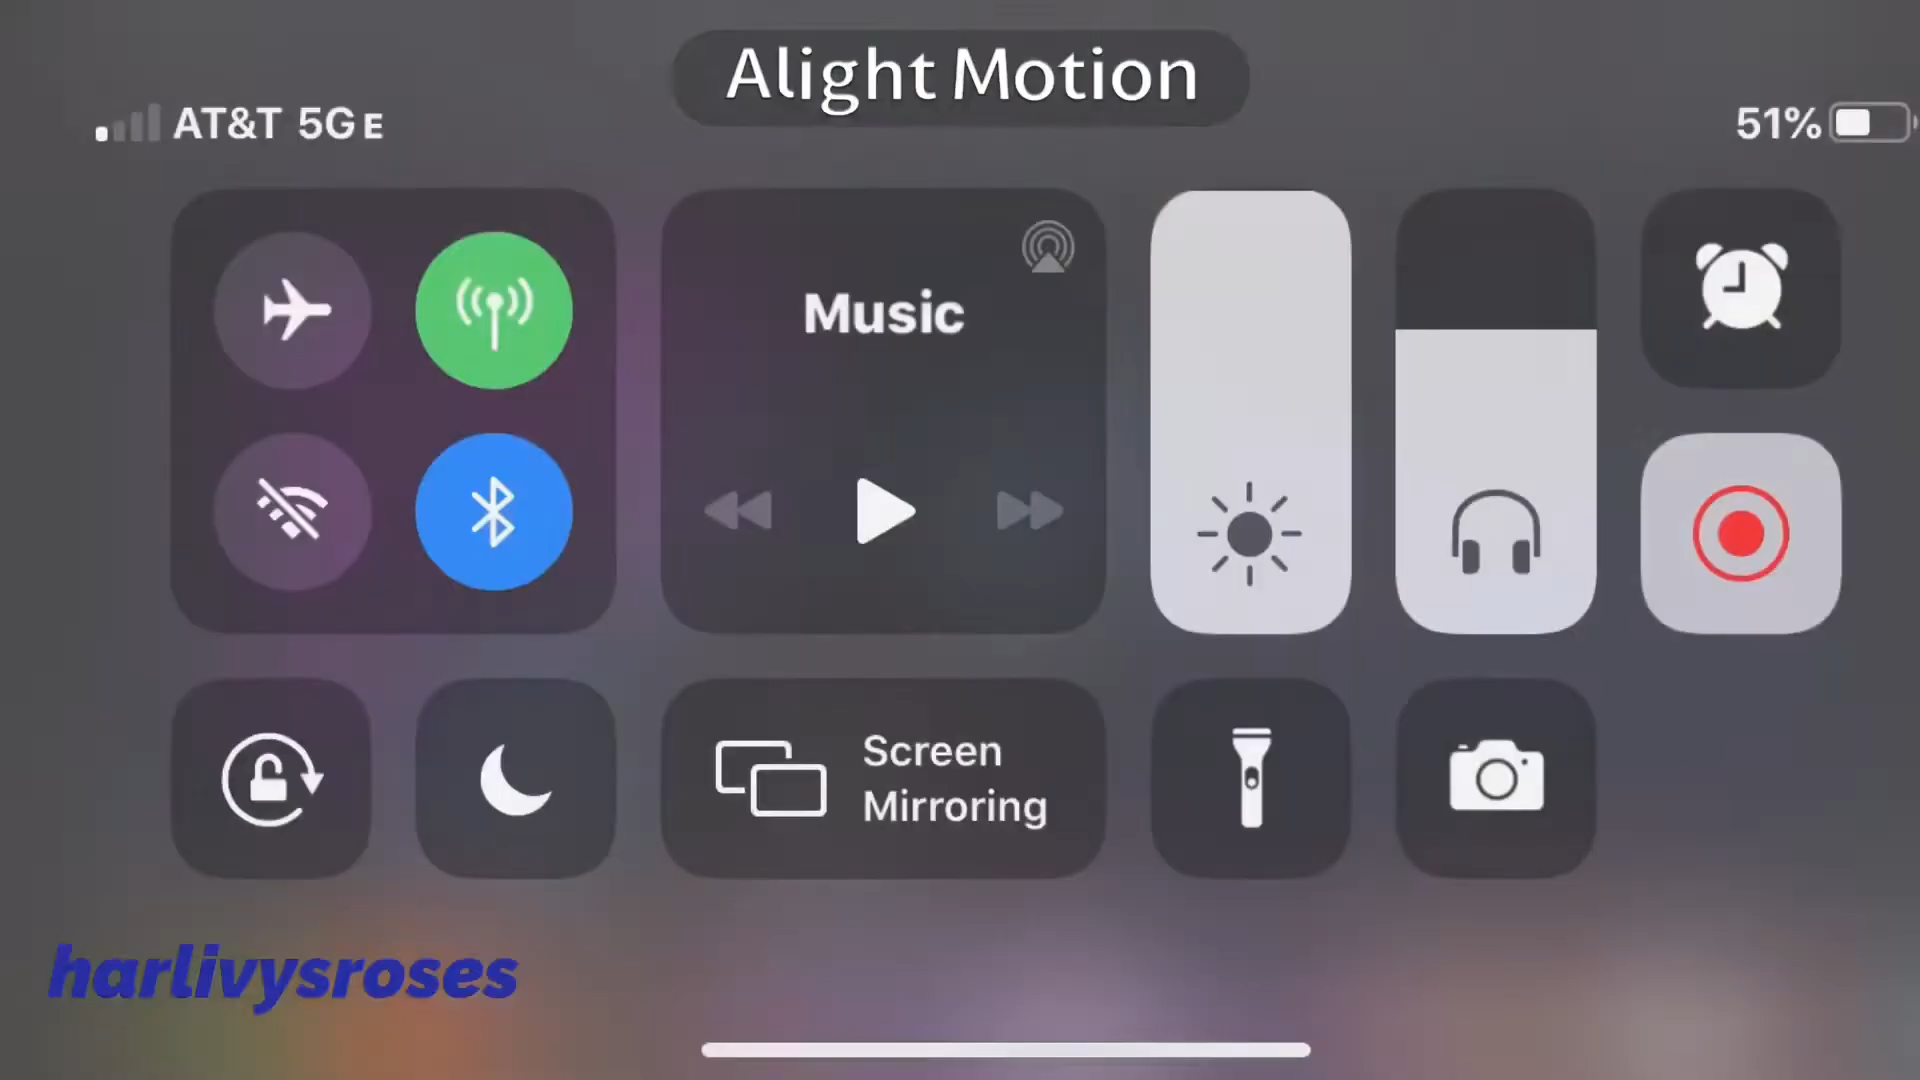 Alight Motion
AT&T 5GE
51%
Music
Screen
Mirroring
harlivysroses